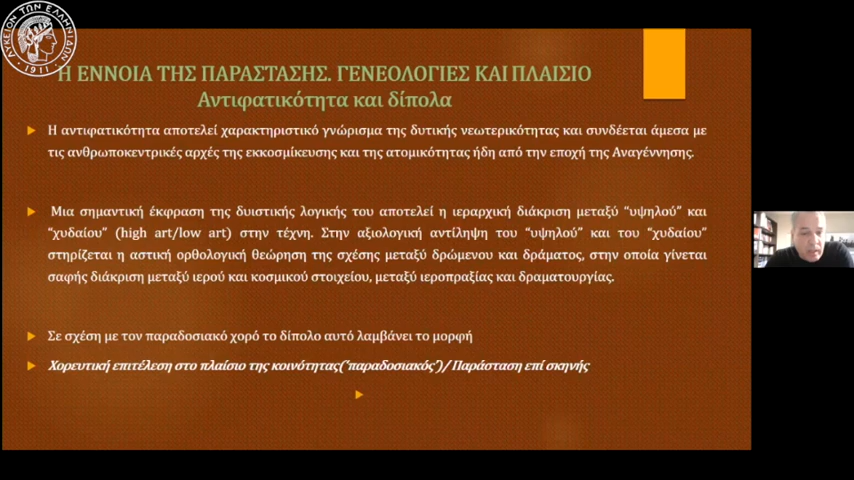 ΛΥΚΕΙΟΝ ΤΩΝ ΕΛΛΗΝΙΔΩΝ
1911
Η ΕΝΝΟΙΑ ΤΗΣ ΠΑΡΑΣΤΑΣΗΣ. ΓΕΝΕΟΛΟΓΙΕΣ ΚΑΙ ΠΛΑΙΣΙΟ
Αντιφατικότητα και δίπολα
Η αντιφατικότητα αποτελεί χαρακτηριστικό γνώρισμα της δυτικής νεωτερικότητας και συνδέεται άμεσα με
τις ανθρωποκεντρικές αρχές της εκκοσμίκευσης και της ατομικότητας ήδη από την εποχή της Αναγέννησης.
Μια σημαντική έκφραση της δυιστικής λογικής του αποτελεί η ιεραρχική διάκριση μεταξύ “υψηλού” και
“χυδαίου” (high art/low art) στην τέχνη. Στην αξιολογική αντίληψη του “υψηλού” και του “χυδαίου”
στηρίζεται η αστική ορθολογική θεώρηση της σχέσης μεταξύ δρώμενου και δράματος, στην οποία γίνεται
σαφής διάκριση μεταξύ ιερού και κοσμικού στοιχείου, μεταξύ ιεροπραξίας και δραματουργίας.
Σε σχέση με τον παραδοσιακό χορό το δίπολο αυτό λαμβάνει το μορφή
Χορευτική επιτέλεση στο πλαίσιο της κοινότητας(‘παραδοσιακός’)/ Παράσταση επί σκηνής